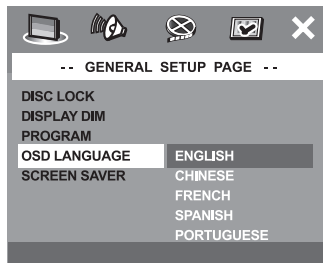 -- GENERAL SETUP PAGE --
DISC LOCK
DISPLAY DIM
PROGRAM
OSD LANGUAGE ENGLISH
SCREEN SAVER CHINESE
FRENCH
SPANISH
PORTUGUESE